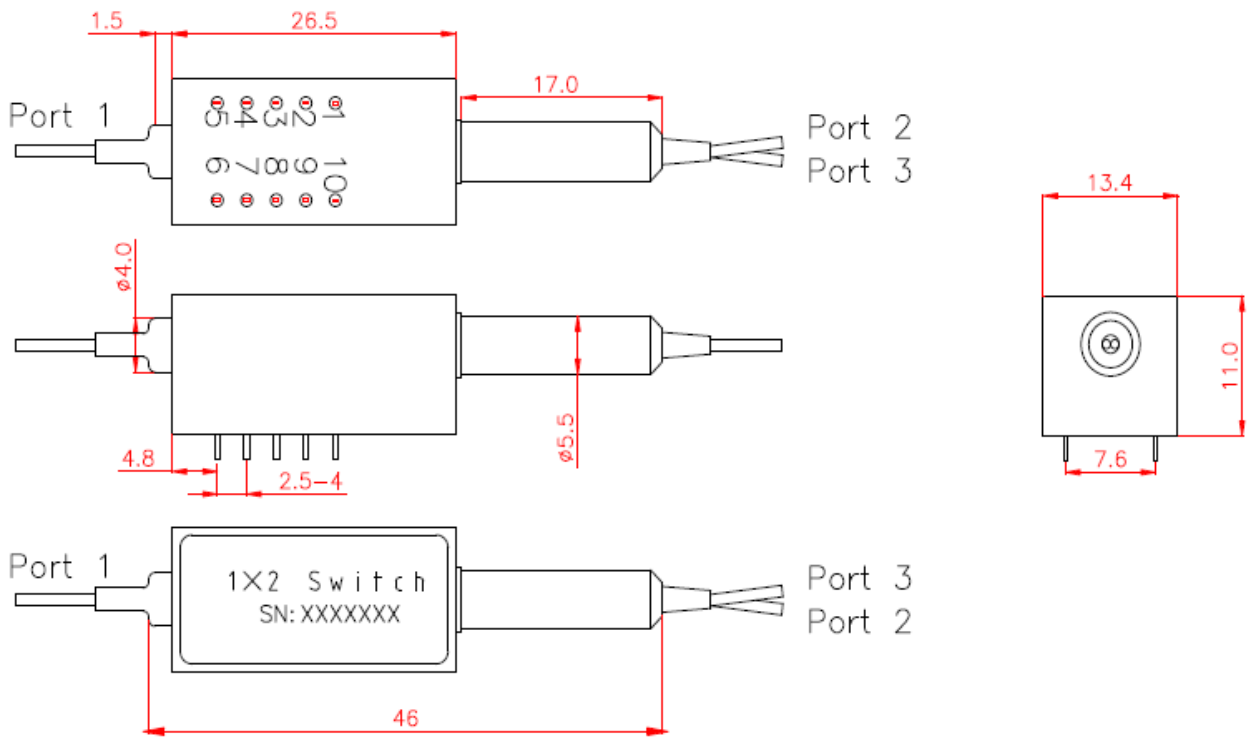 1.5
26.5
17.0
Port 1
5 4 3 2 1
6 7 8 9 10
Port 2
Port 3
13.4
ø4.0
11.0
ø5.5
4.8
2.5-4
7.6
Port 1
1X2 Switch
SN: XXXXXXX
Port 3
Port 2
46